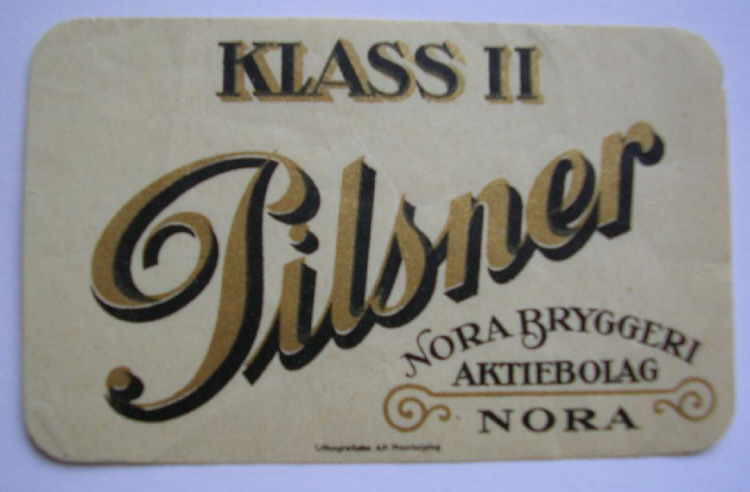 KLASS II
Pilsner
NORA BRYGGERI
AKTIEBOLAG
NORA